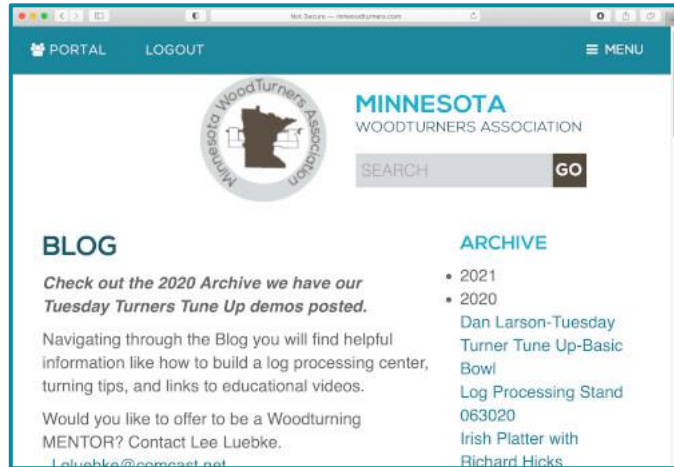 Not Secure — mnwoodturners.com
PORTAL LOGOUT MENU
Minnesota WoodTurners Association
MINNESOTA
WOODTURNERS ASSOCIATION
SEARCH GO
BLOG
Check out the 2020 Archive we have our
Tuesday Turners Tune Up demos posted.
Navigating through the Blog you will find helpful
information like how to build a log processing center,
turning tips, and links to educational videos.
Would you like to offer to be a Woodturning
MENTOR? Contact Lee Luebke.
Lgluebke@comcast.net
ARCHIVE
• 2021
• 2020
Dan Larson-Tuesday
Turner Tune Up-Basic
Bowl
Log Processing Stand
063020
Irish Platter with
Richard Hicks